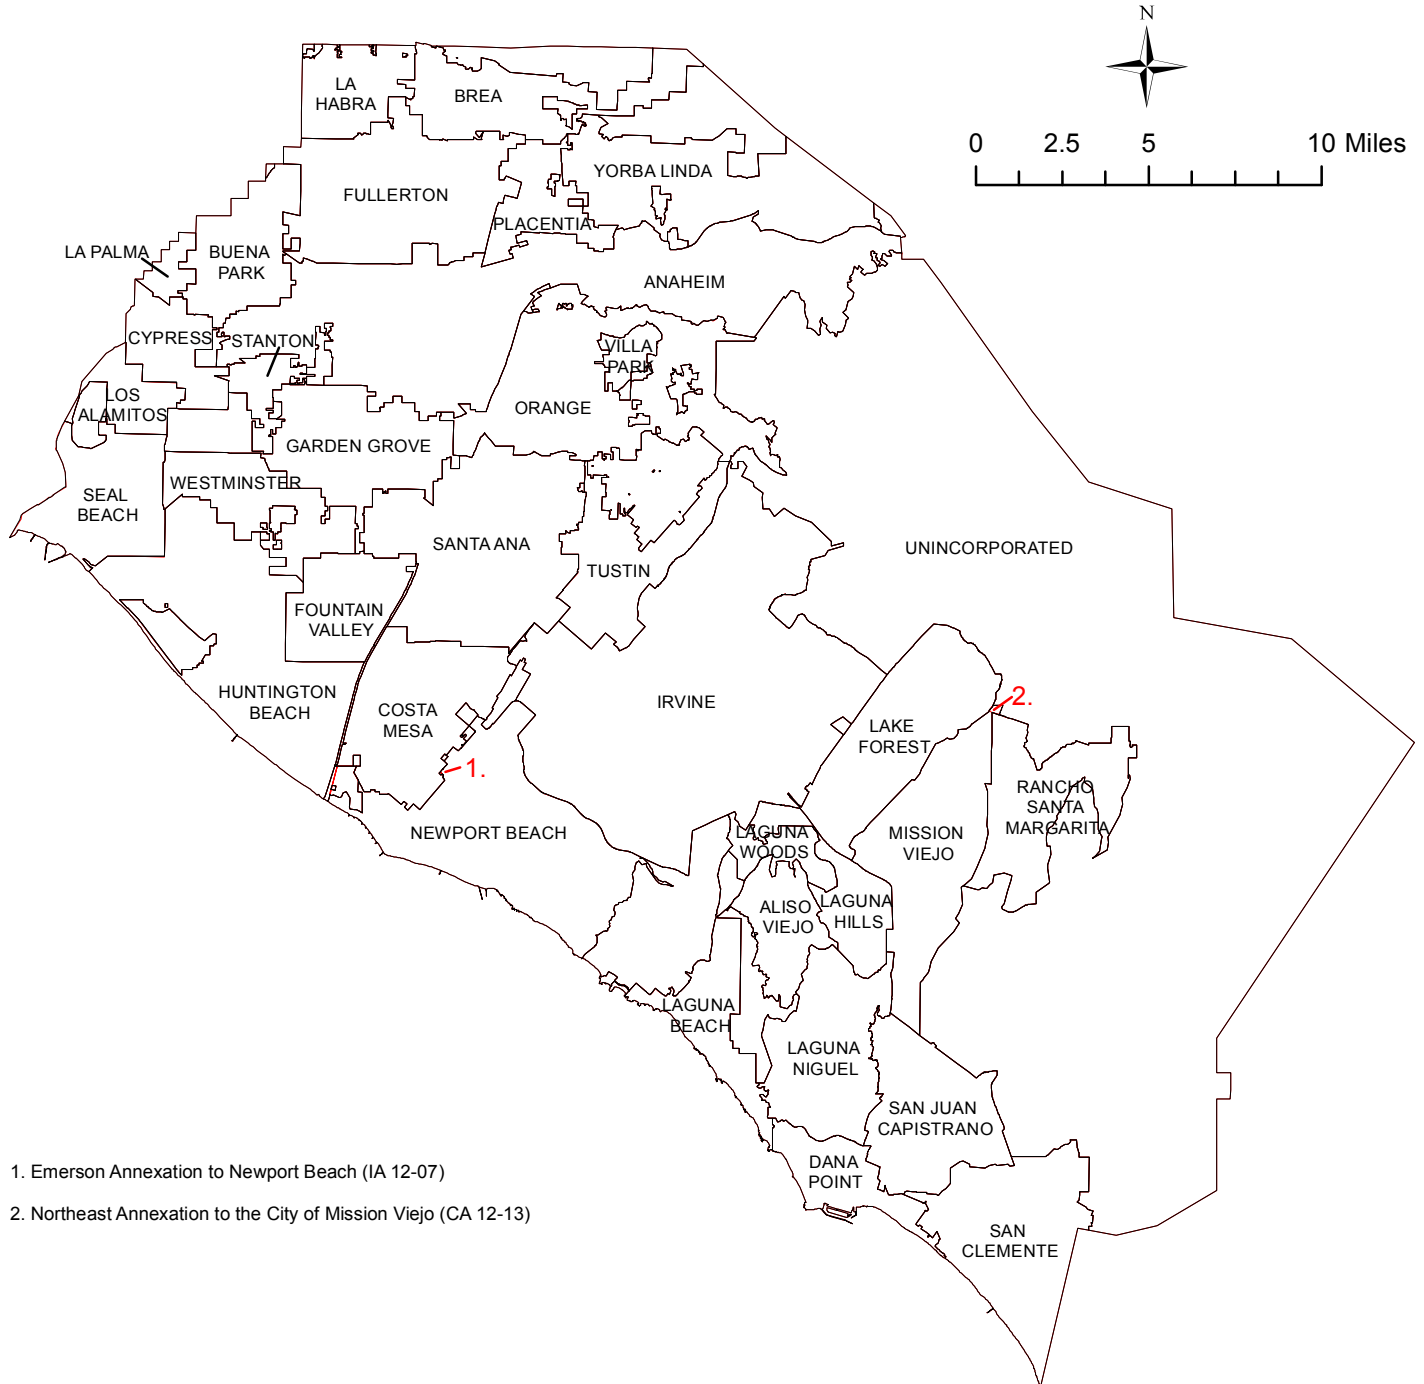 N
0 2.5 5 10 Miles
LA
HABRA
BREA
YORBA LINDA
FULLERTON
PLACENTIA
LA PALMA
BUENA
PARK
ANAHEIM
CYPRESS
STANTON
VILLA
PARK
LOS
ALAMITOS
ORANGE
GARDEN GROVE
WESTMINSTER
SEAL
BEACH
SANTA ANA
UNINCORPORATED
TUSTIN
FOUNTAIN
VALLEY
HUNTINGTON
BEACH
COSTA
MESA
IRVINE
2.
LAKE
FOREST
1.
RANCHO
SANTA
MARGARITA
NEWPORT BEACH
LAGUNA
WOODS
MISSION
VIEJO
ALISO
VIEJO
LAGUNA
HILLS
LAGUNA
BEACH
LAGUNA
NIGUEL
SAN JUAN
CAPISTRANO
DANA
POINT
SAN
CLEMENTE
1. Emerson Annexation to Newport Beach (IA 12-07)
2. Northeast Annexation to the City of Mission Viejo (CA 12-13)